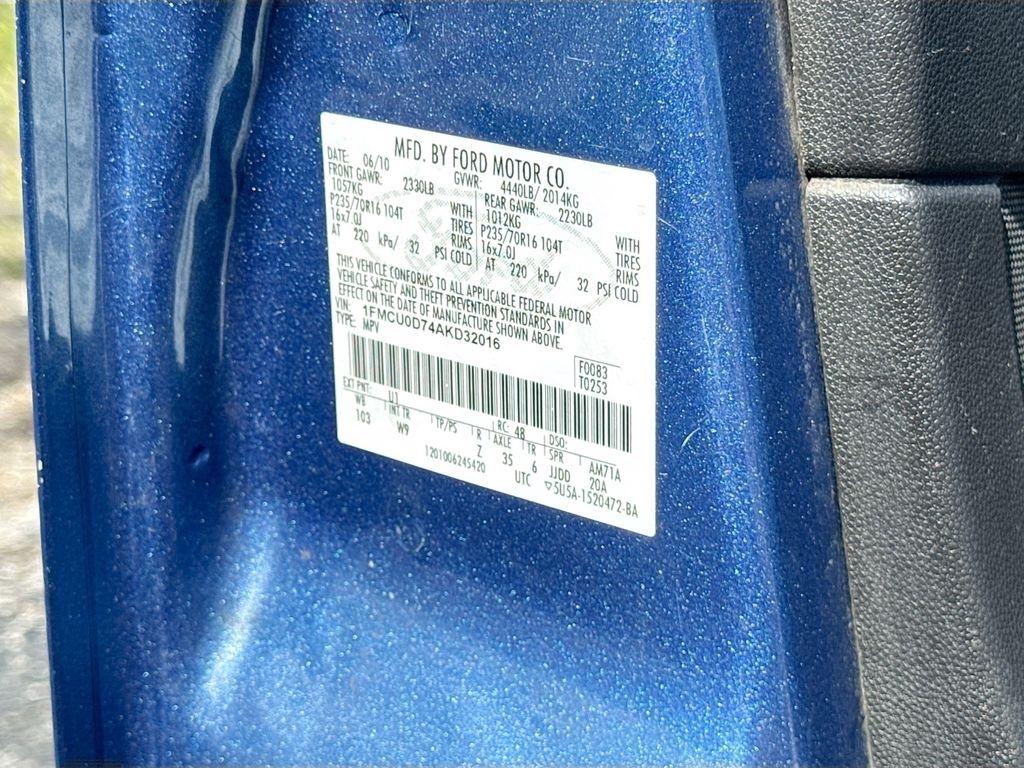 MFD. BY FORD MOTOR CO.
DATE: 06/10 GVWR: 4440LB/ 2014KG
FRONT GAWR: 2330LB REAR GAWR: 2230LB
1057KG WITH 1012KG WITH
P235/70R16 104T TIRES P235/70R16 104T TIRES
16x7.0J RIMS 16x7.0J RIMS
AT 220 kPa/ 32 PSI COLD AT 220 kPa/ 32 PSI COLD
THIS VEHICLE CONFORMS TO ALL APPLICABLE FEDERAL MOTOR
VEHICLE SAFETY AND THEFT PREVENTION STANDARDS IN
EFFECT ON THE DATE OF MANUFACTURE SHOWN ABOVE.
VIN: 1FMCU0D74AKD32016
TYPE: MPV
F0083
T0253
EXT PNT: U1 RC: 48 DSO:
WB INT TR TP/PS R AXLE TR SPR AM71A
103 W9 Z 35 6 JJDD 20A
1201006245420 UTC ▽5U5A-1520472-BA